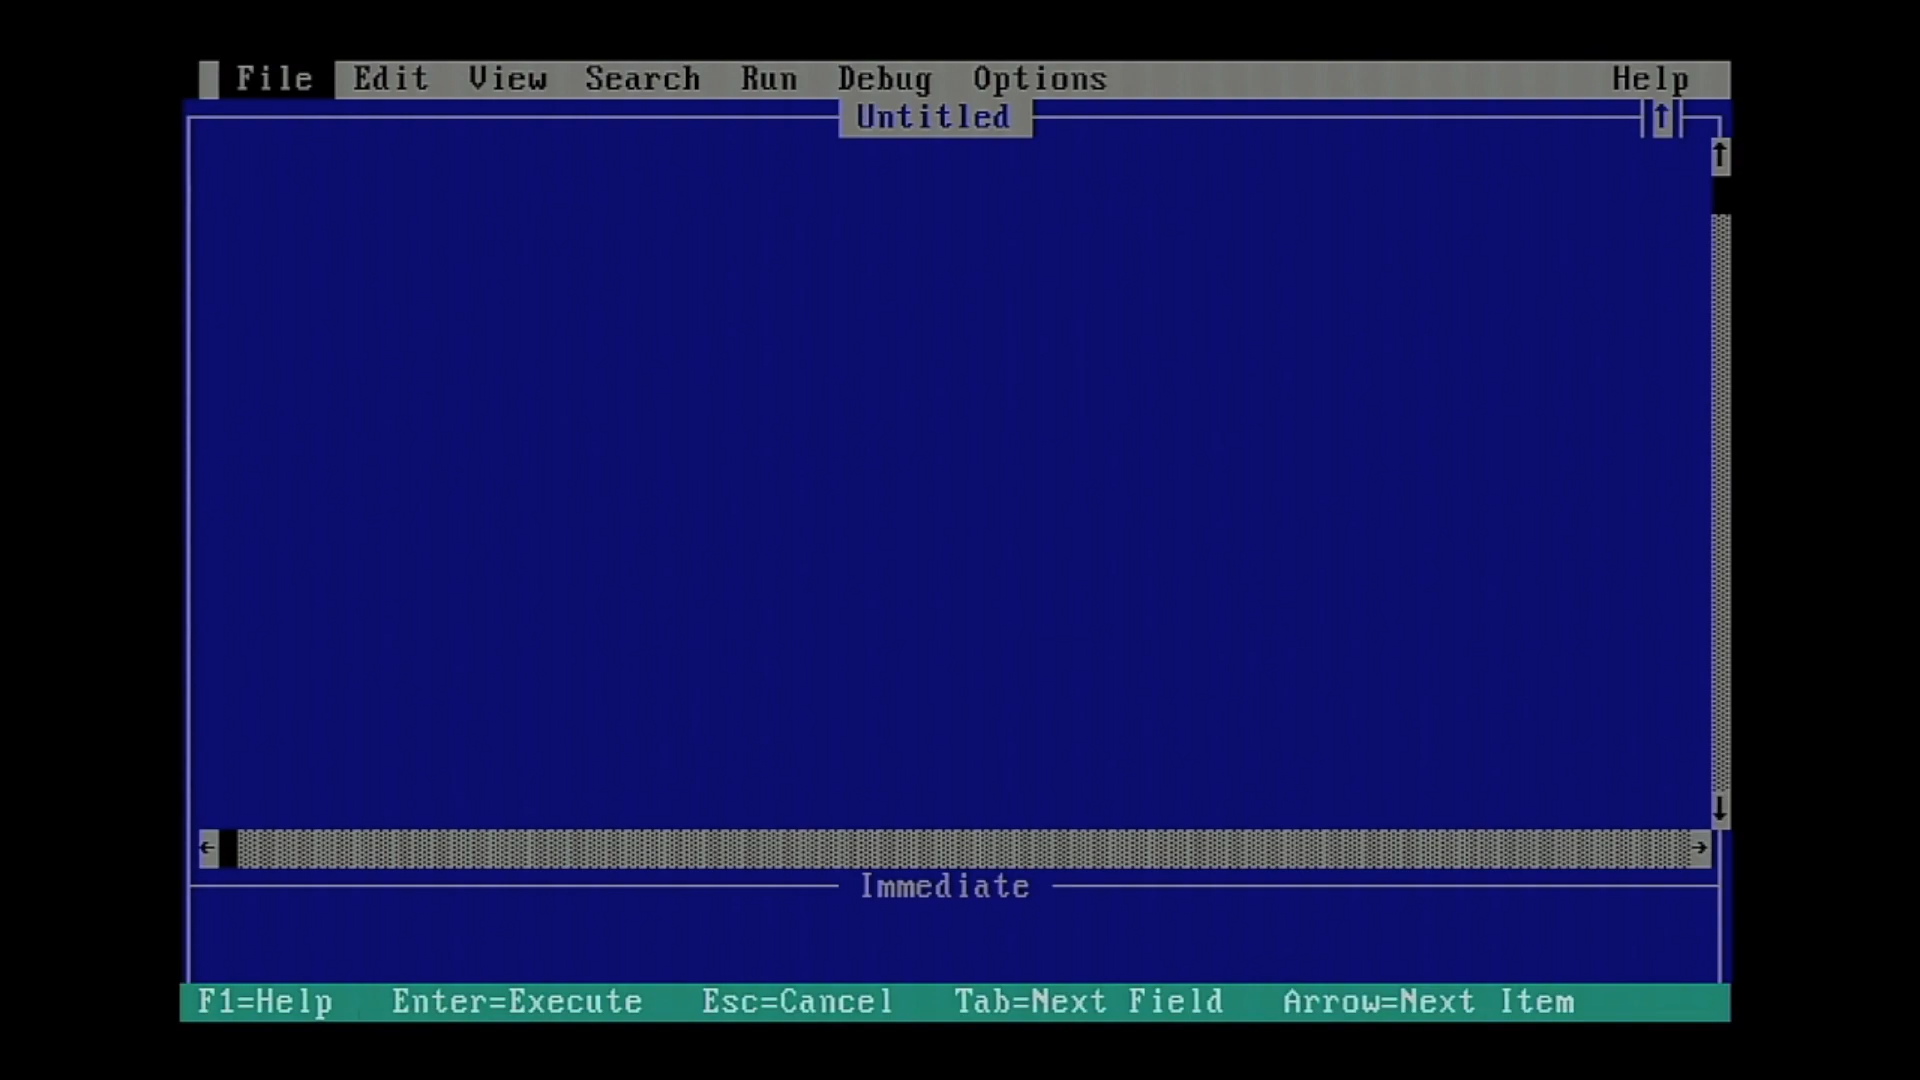 File Edit View Search Run Debug Options Help
Untitled
Immediate
F1=Help Enter=Execute Esc=Cancel Tab=Next Field Arrow=Next Item